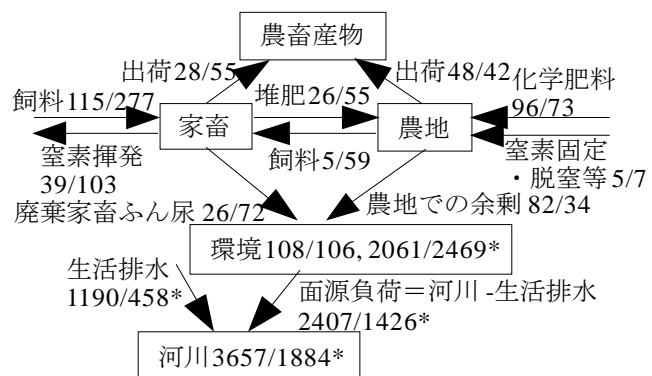 農畜産物
出荷28/55
出荷48/42
化学肥料
96/73
飼料115/277
堆肥26/55
家畜
農地
窒素揮発
39/103
飼料5/59
窒素固定
・脱窒等5/7
廃棄家畜ふん尿26/72
農地での余剰82/34
環境108/106, 2061/2469*
生活排水
1190/458*
面源負荷＝河川-生活排水
2407/1426*
河川3657/1884*